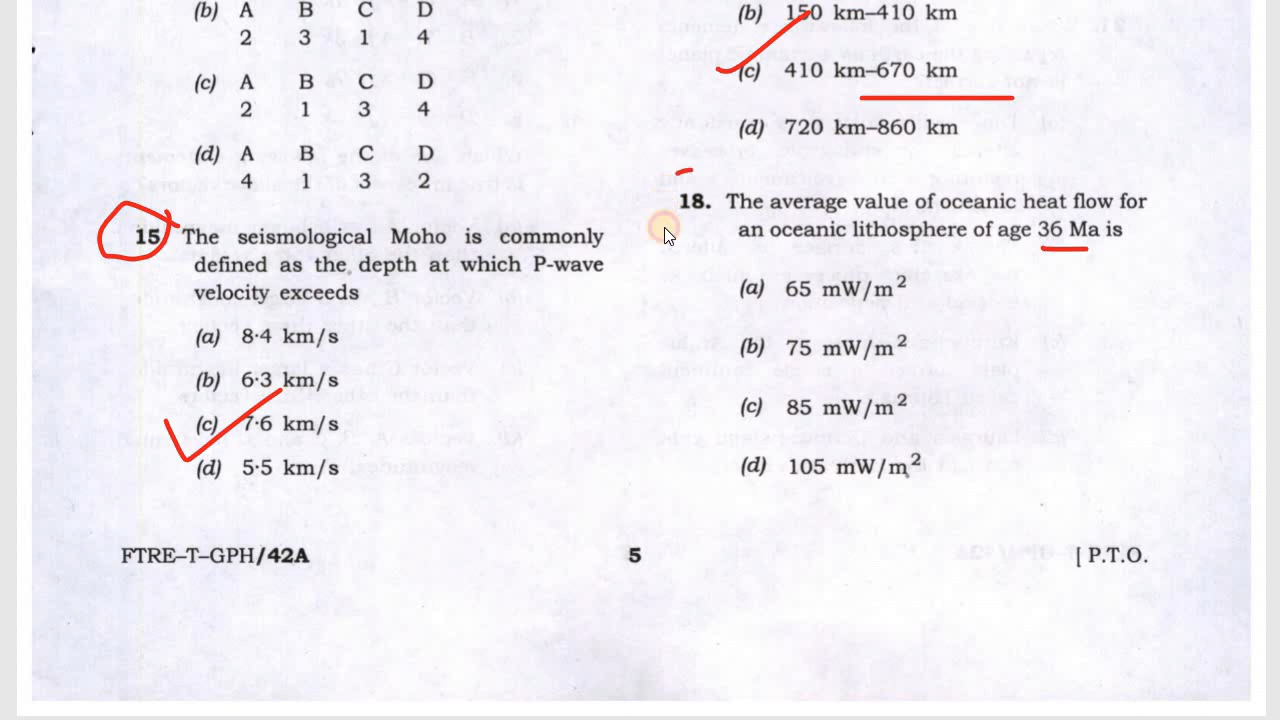 (b) A B C D
2 3 1 4
(c) A B C D
2 1 3 4
(d) A B C D
4 1 3 2
15 The seismological Moho is commonly
defined as the depth at which P-wave
velocity exceeds
(a) 8·4 km/s
(b) 6·3 km/s
(c) 7·6 km/s
(d) 5·5 km/s
(b) 150 km–410 km
(c) 410 km–670 km
(d) 720 km–860 km
18. The average value of oceanic heat flow for
an oceanic lithosphere of age 36 Ma is
(a) 65 mW/m²
(b) 75 mW/m²
(c) 85 mW/m²
(d) 105 mW/m²
FTRE–T–GPH/42A 5 [ P.T.O.